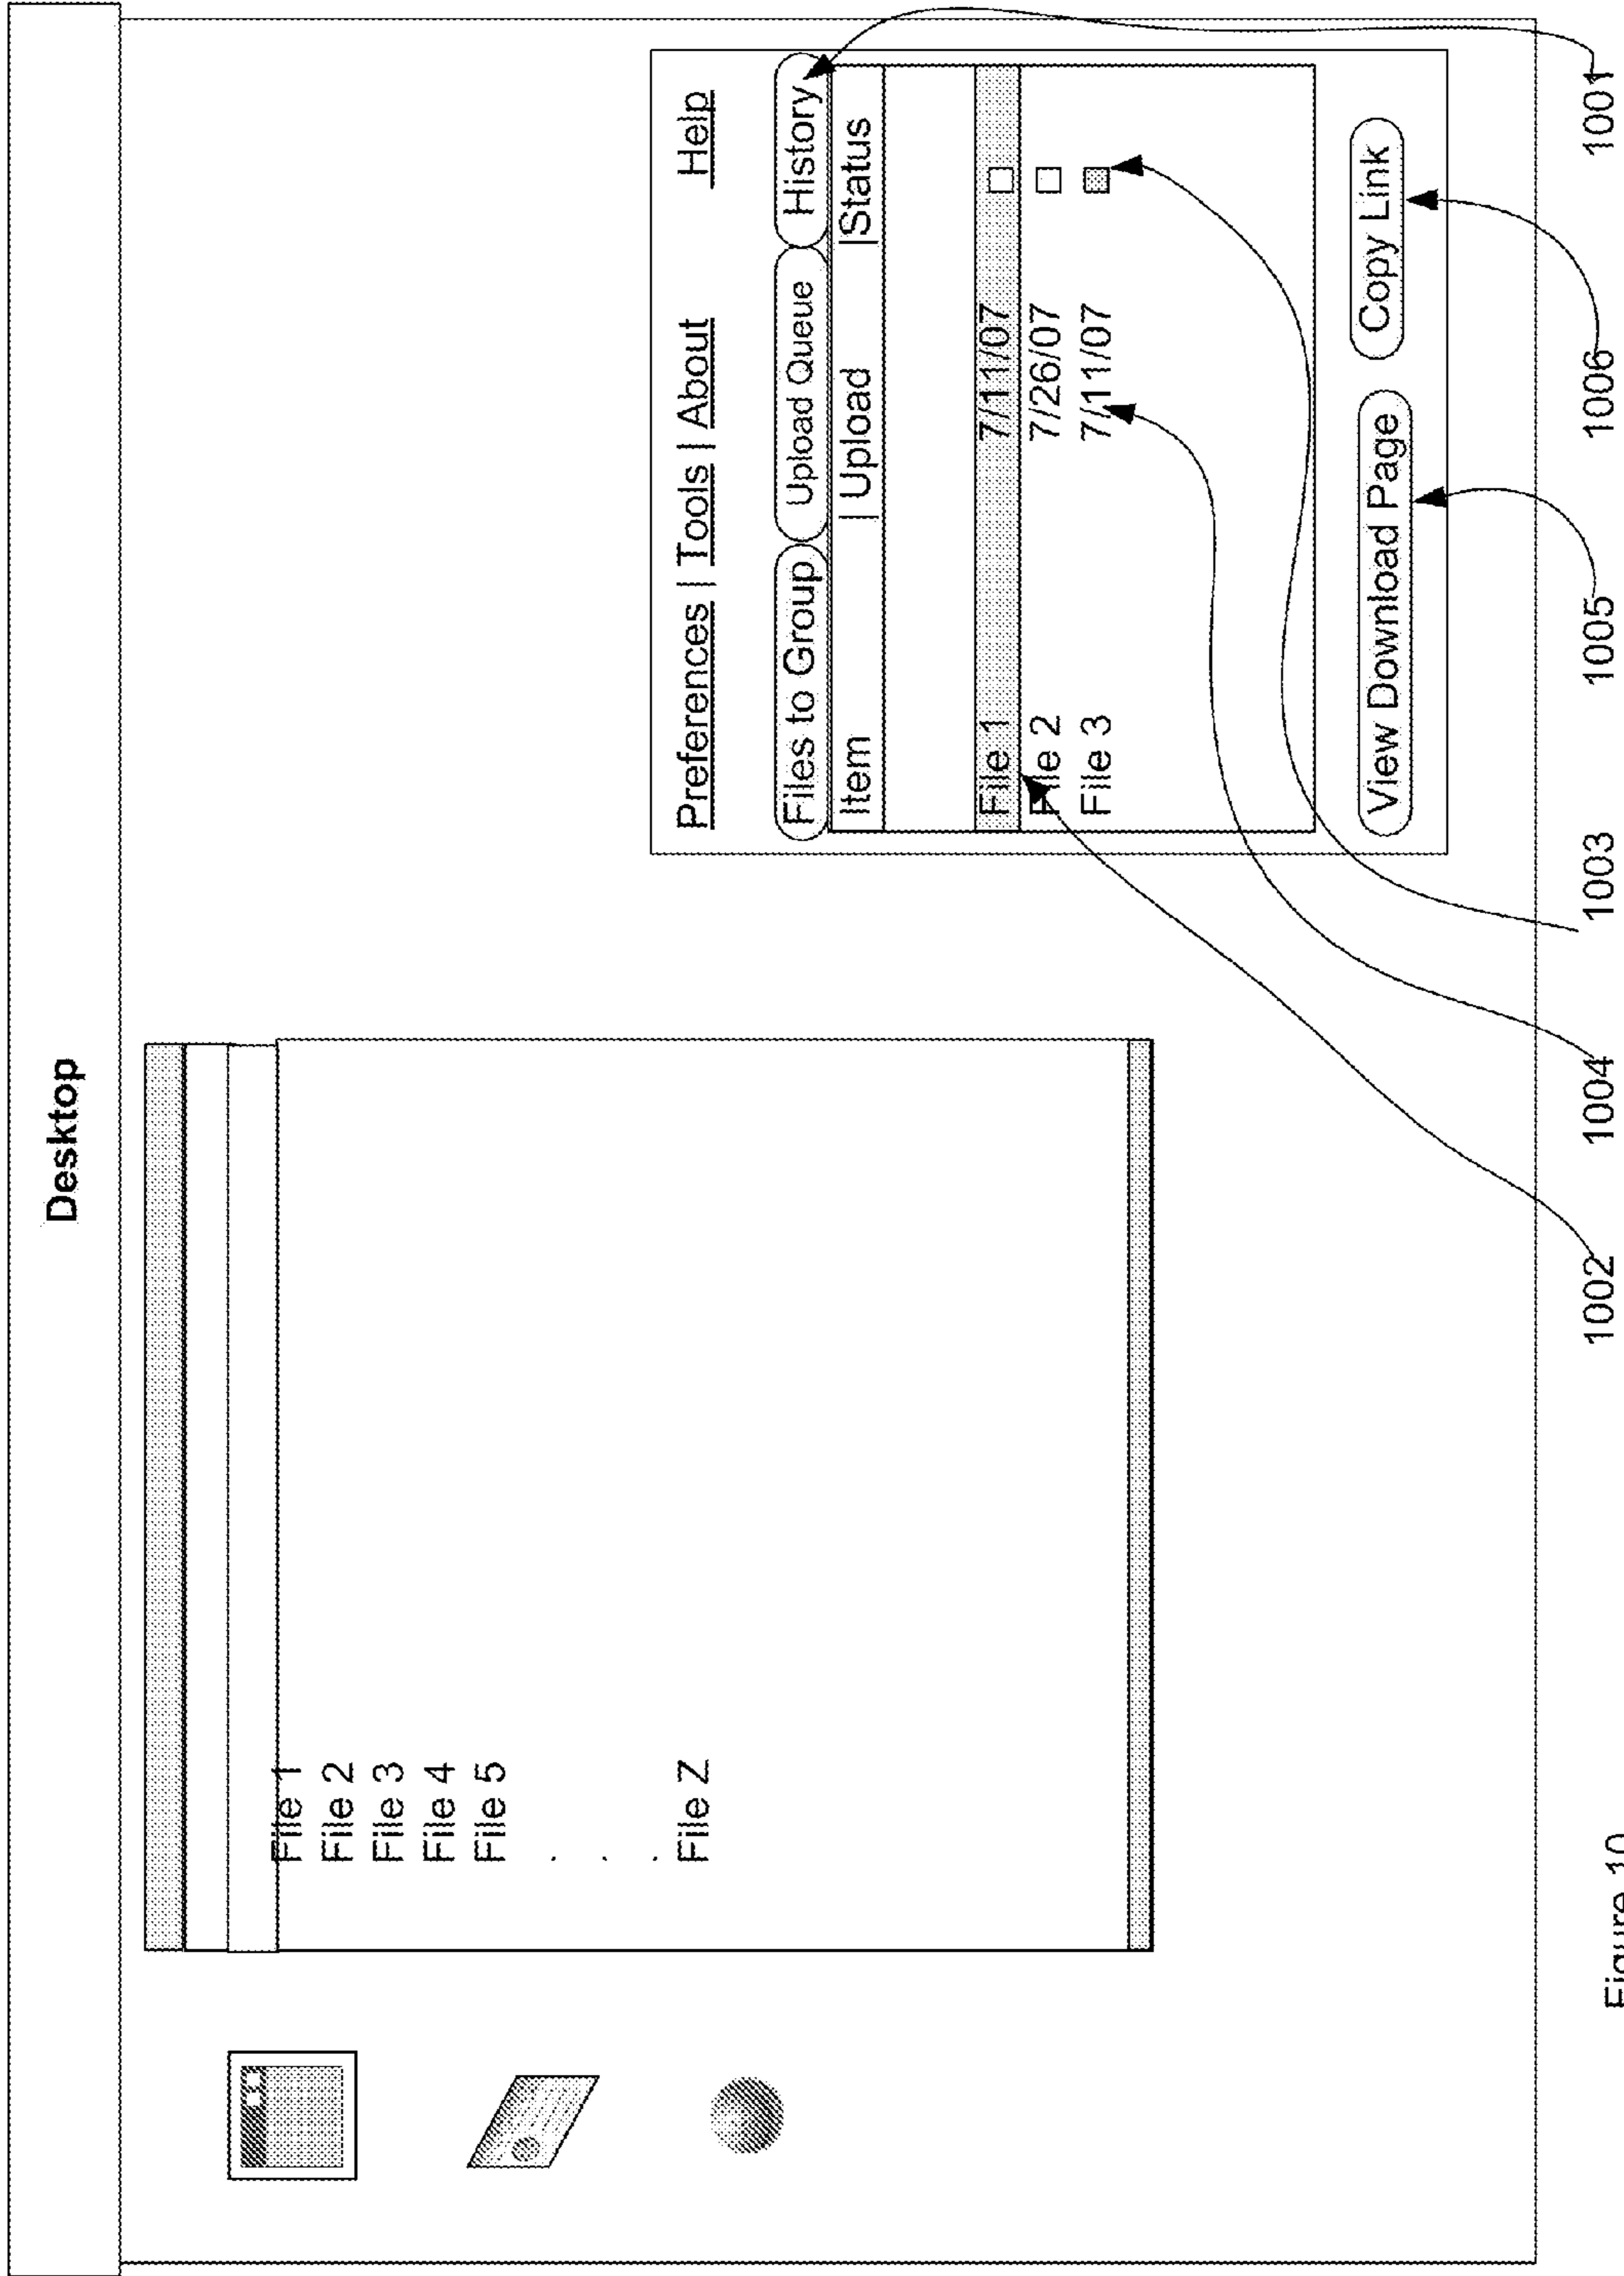 Desktop
File 1
File 2
File 3
File 4
File 5
.
.
.
File Z
Preferences | Tools | About Help
Files to Group Upload Queue History
Item | Upload |Status
File 1 7/11/07
File 2 7/26/07
File 3 7/11/07
View Download Page Copy Link
1002 1004 1003 1005 1006 1001
Figure 10